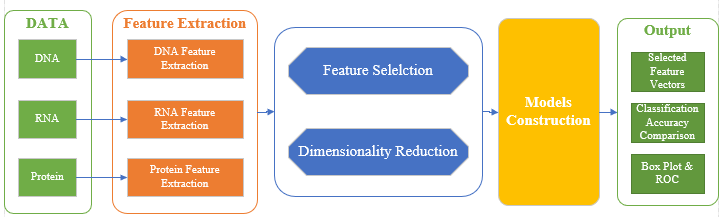 DATA
DNA
RNA
Protein
Feature Extraction
DNA Feature
Extraction
RNA Feature
Extraction
Protein Feature
Extraction
Feature Selelction
Dimensionality Reduction
Models
Construction
Output
Selected
Feature
Vectors
Classification
Accuracy
Comparison
Box Plot &
ROC